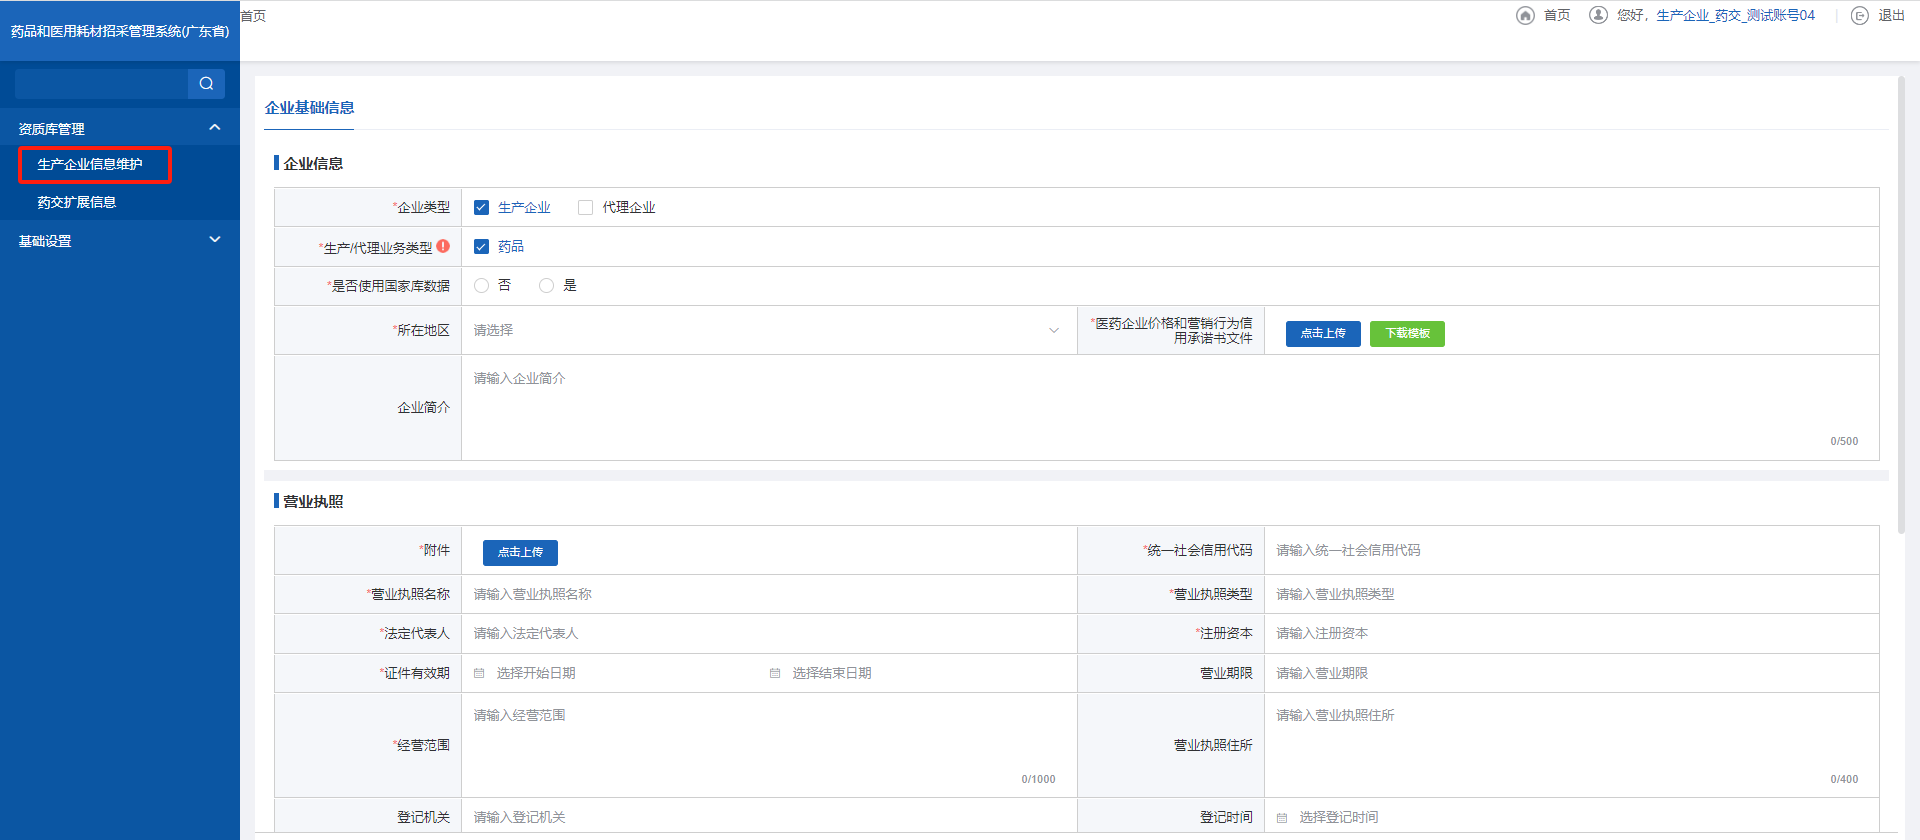 药品和医用耗材招采管理系统(广东省)
首页
首页
您好, 生产企业_药交_测试账号04
退出
资质库管理
生产企业信息维护
药交扩展信息
基础设置
企业基础信息
企业信息
*企业类型
生产企业
代理企业
*生产/代理业务类型
药品
*是否使用国家库数据
否
是
*所在地区
请选择
*医药企业价格和营销行为信
用承诺书文件
点击上传
下载模板
企业简介
请输入企业简介
0/500
营业执照
*附件
点击上传
*统一社会信用代码
请输入统一社会信用代码
*营业执照名称
请输入营业执照名称
*营业执照类型
请输入营业执照类型
*法定代表人
请输入法定代表人
*注册资本
请输入注册资本
*证件有效期
选择开始日期
选择结束日期
营业期限
请输入营业期限
*经营范围
请输入经营范围
0/1000
营业执照住所
请输入营业执照住所
0/400
登记机关
请输入登记机关
登记时间
选择登记时间